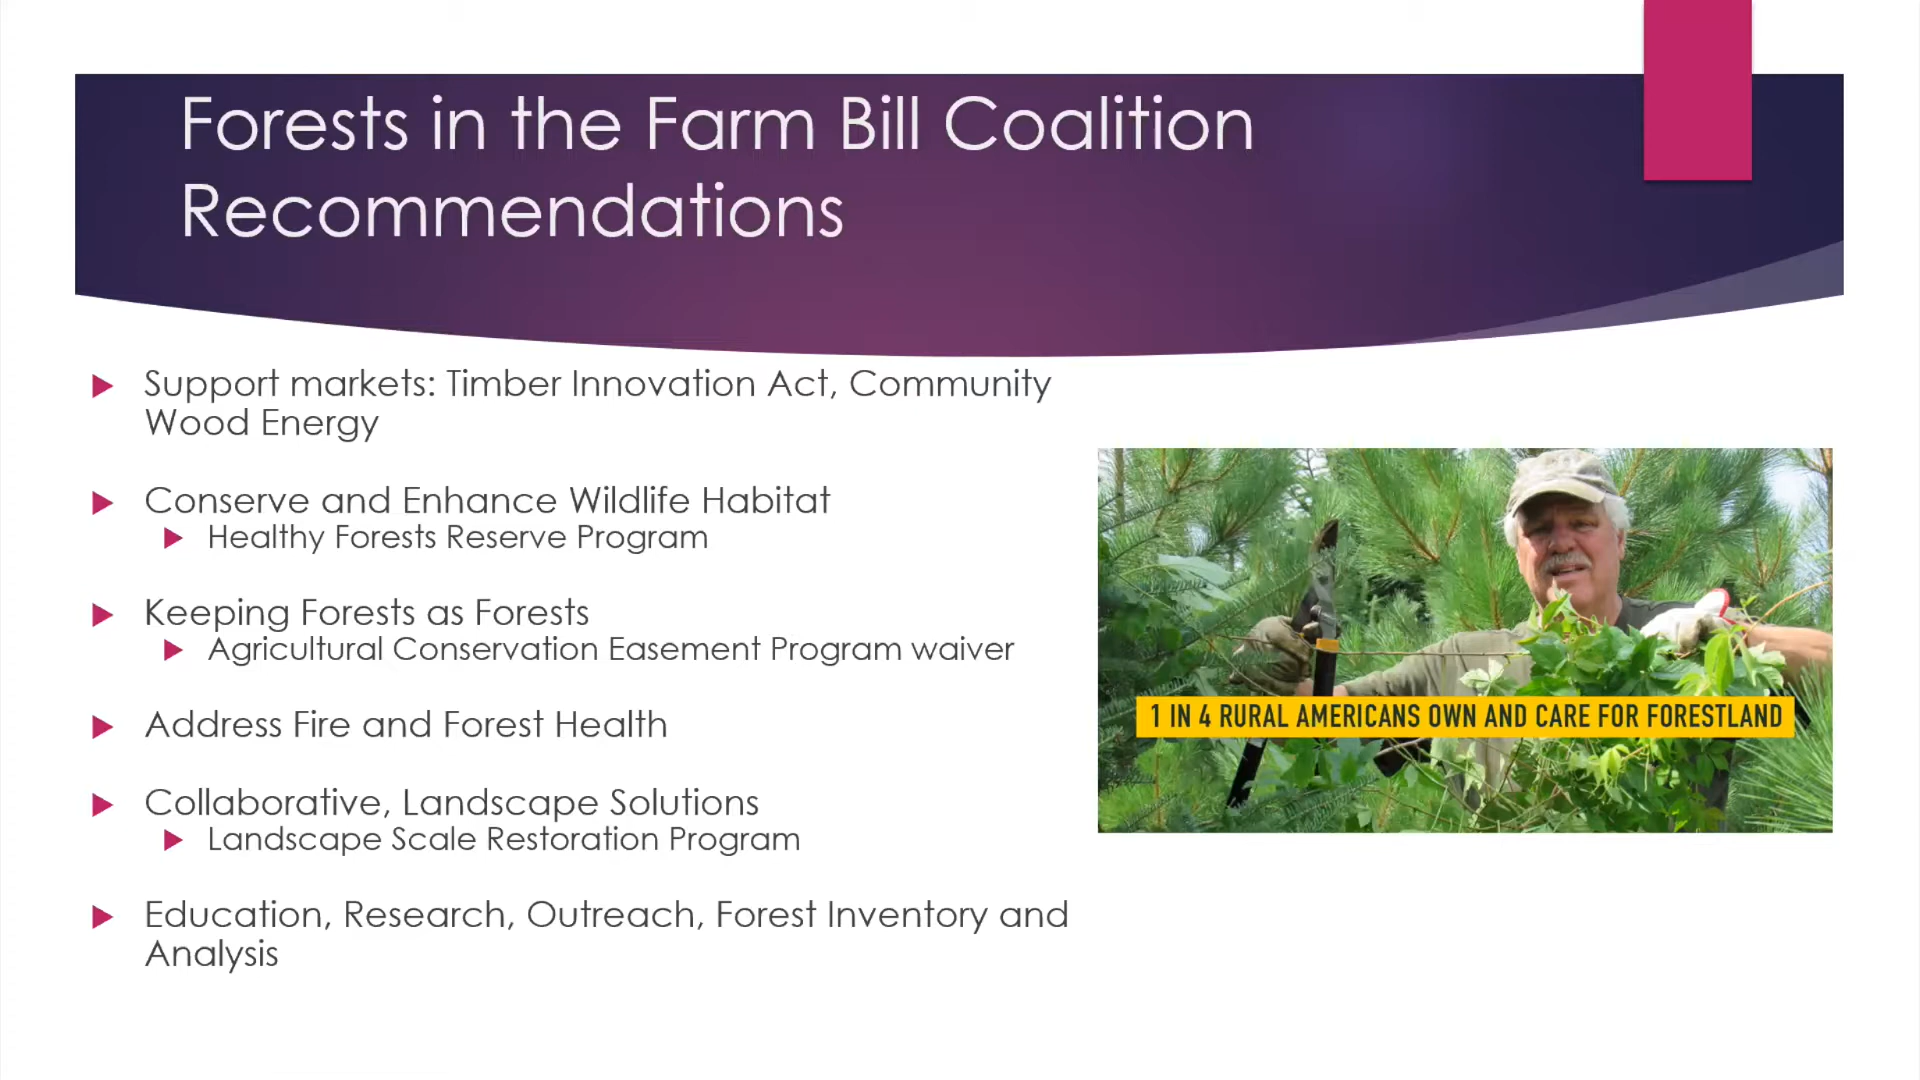 Forests in the Farm Bill Coalition
Recommendations
Support markets: Timber Innovation Act, Community
Wood Energy
Conserve and Enhance Wildlife Habitat
Healthy Forests Reserve Program
Keeping Forests as Forests
Agricultural Conservation Easement Program waiver
Address Fire and Forest Health
Collaborative, Landscape Solutions
Landscape Scale Restoration Program
Education, Research, Outreach, Forest Inventory and
Analysis
1 IN 4 RURAL AMERICANS OWN AND CARE FOR FORESTLAND